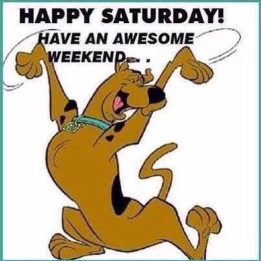 HAPPY SATURDAY!
HAVE AN AWESOME
WEEKEND. . .